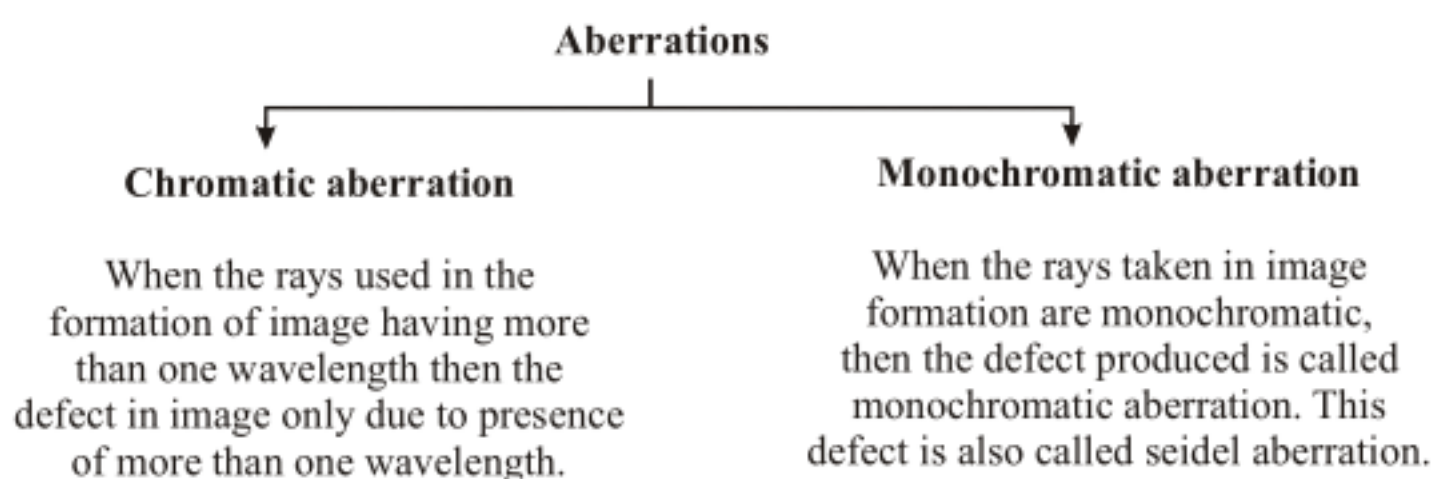 Aberrations
Chromatic aberration
When the rays used in the
formation of image having more
than one wavelength then the
defect in image only due to presence
of more than one wavelength.
Monochromatic aberration
When the rays taken in image
formation are monochromatic,
then the defect produced is called
monochromatic aberration. This
defect is also called seidel aberration.